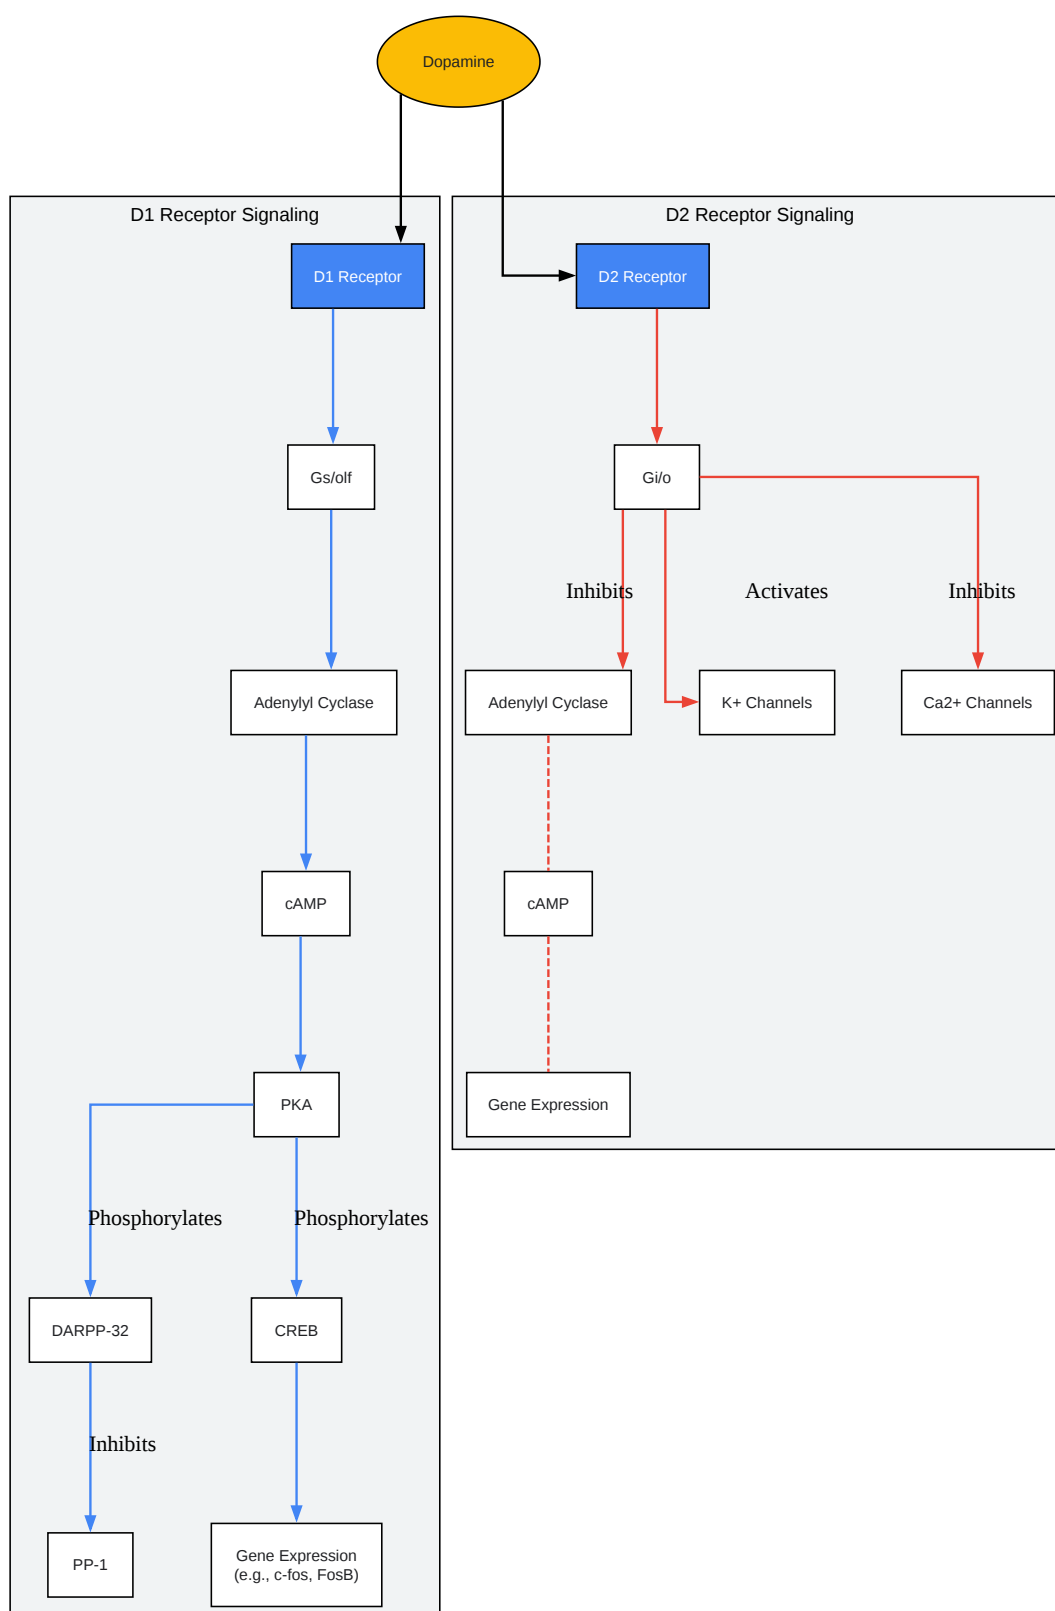 Dopamine
D1 Receptor Signaling
D1 Receptor
Gs/olf
Adenylyl Cyclase
cAMP
PKA
Phosphorylates
Phosphorylates
DARPP-32
CREB
Inhibits
PP-1
Gene Expression
(e.g., c-fos, FosB)
D2 Receptor Signaling
D2 Receptor
Gi/o
Inhibits
Activates
Inhibits
Adenylyl Cyclase
K+ Channels
Ca2+ Channels
cAMP
Gene Expression